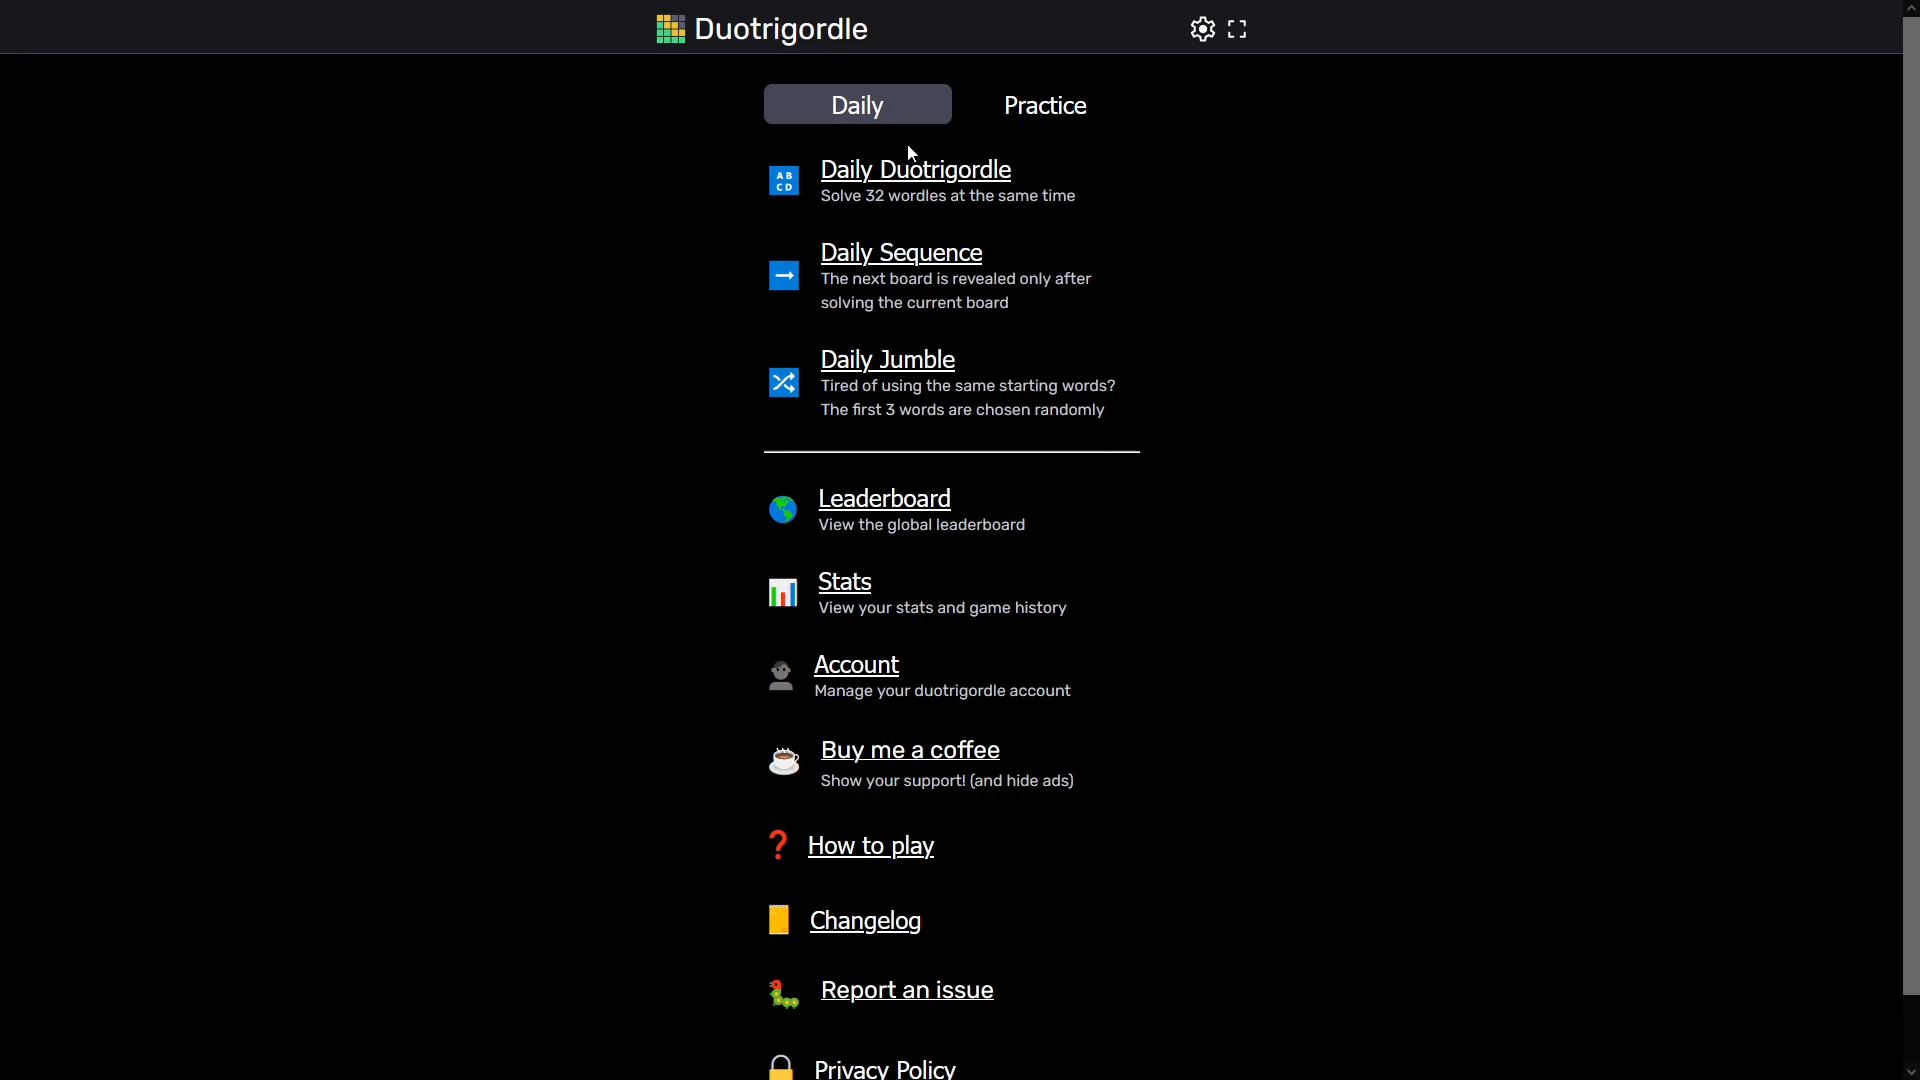 Duotrigordle
Daily
Practice
AB
CD
Daily Duotrigordle
Solve 32 wordles at the same time
Daily Sequence
The next board is revealed only after
solving the current board
Daily Jumble
Tired of using the same starting words?
The first 3 words are chosen randomly
Leaderboard
View the global leaderboard
Stats
View your stats and game history
Account
Manage your duotrigordle account
Buy me a coffee
Show your support! (and hide ads)
How to play
Changelog
Report an issue
Privacy Policy